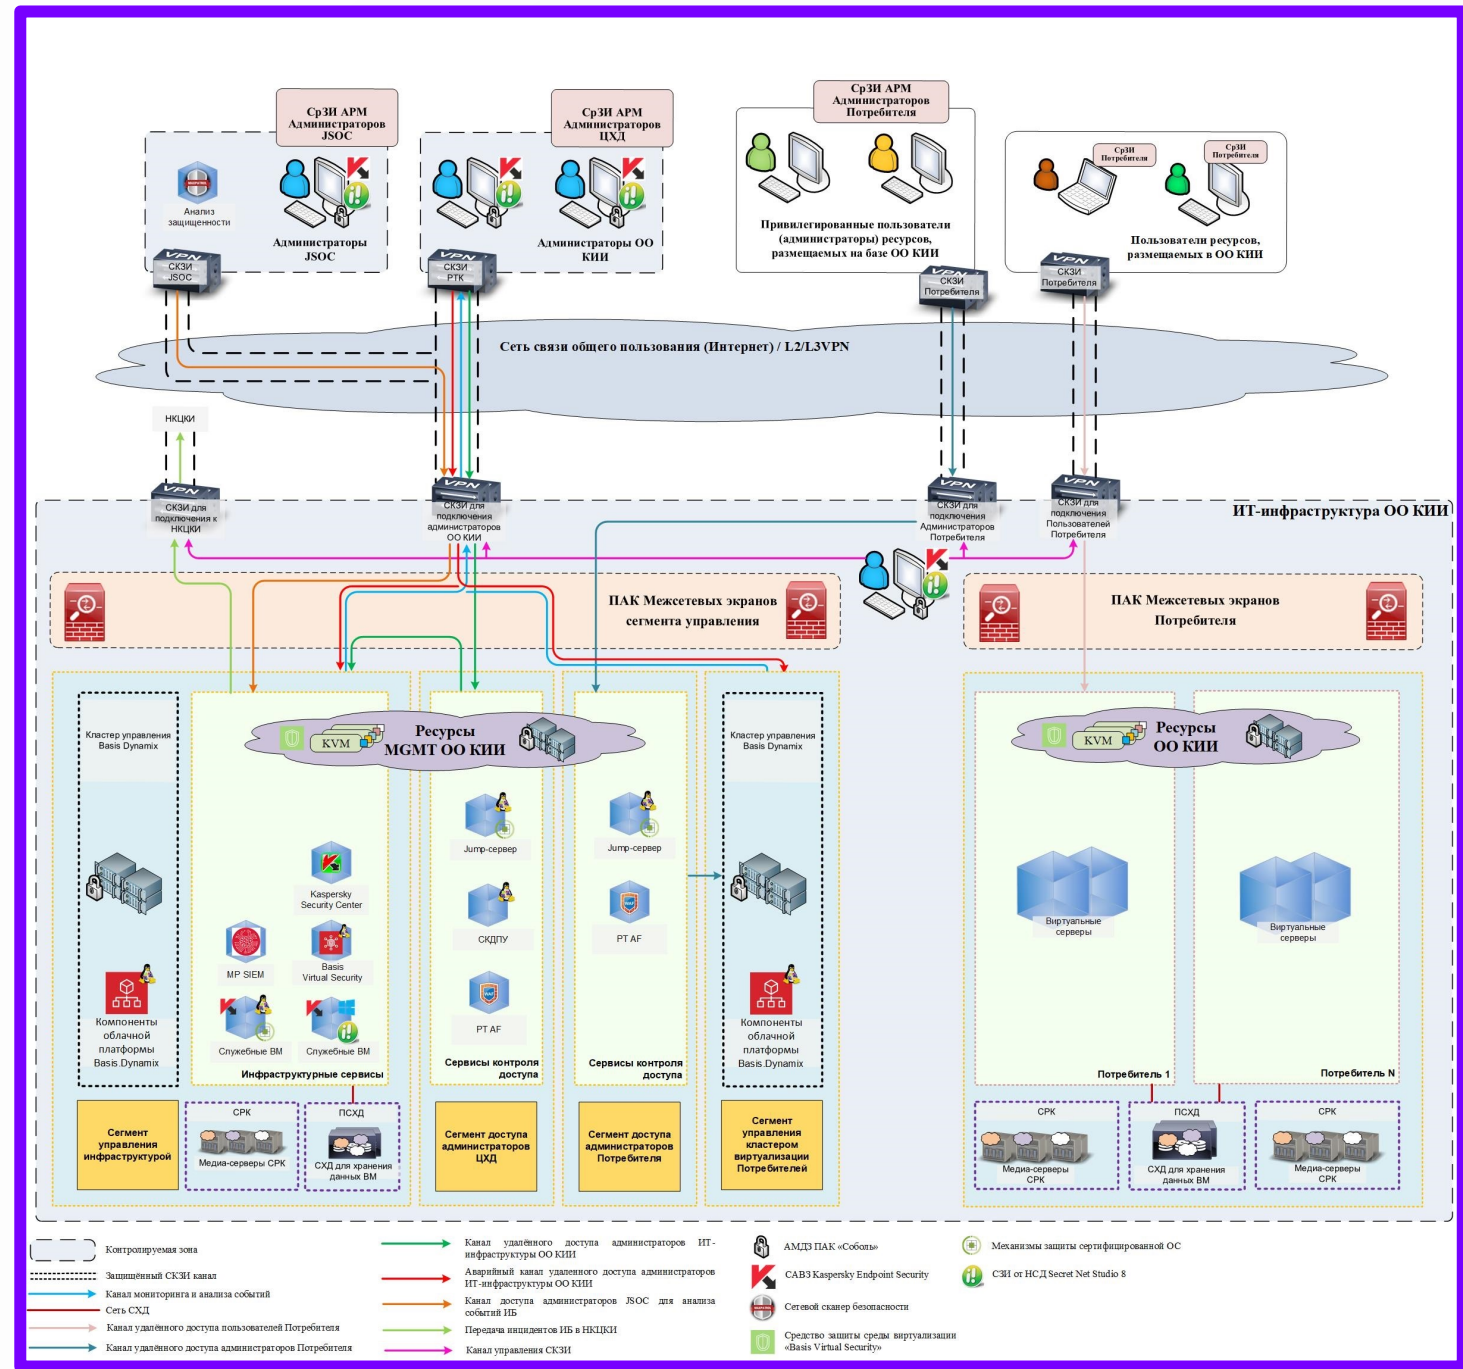 СрЗИ АРМ
Администраторов
JSOC
СрЗИ АРМ
Администраторов
ЦХД
СрЗИ АРМ
Администраторов
Потребителя
СрЗИ
Потребителя
СрЗИ
Потребителя
Анализ
защищенности
Администраторы
JSOC
Администраторы ОО
КИИ
Привилегированные пользователи
(администраторы) ресурсов,
размещаемых на базе ОО КИИ
Пользователи ресурсов,
размещаемых в ОО КИИ
VPN
СКЗИ
JSOC
VPN
СКЗИ
РТК
СКЗИ
Потребителя
СКЗИ
Потребителя
Сеть связи общего пользования (Интернет) / L2/L3VPN
НКЦКИ
VPN
СКЗИ для
подключения к
НКЦКИ
VPN
СКЗИ для
подключения
администраторов
ОО КИИ
VPN
СКЗИ для
подключения
Администраторов
Потребителя
VPN
СКЗИ для
подключения
Пользователей
Потребителя
ИТ-инфраструктура ОО КИИ
ПАК Межсетевых экранов
сегмента управления
ПАК Межсетевых экранов
Потребителя
Кластер управления
Basis Dynamix
KVM
Ресурсы
MGMT ОО КИИ
Кластер управления
Basis Dynamix
KVM
Ресурсы
ОО КИИ
Jump-сервер
Jump-сервер
Kaspersky
Security Center
СКДПУ
PT AF
MP SIEM
Basis
Virtual Security
PT AF
Виртуальные
серверы
Виртуальные
серверы
Компоненты
облачной
платформы
Basis.Dynamix
Служебные ВМ
Служебные ВМ
Компоненты
облачной
платформы
Basis.Dynamix
Инфраструктурные сервисы
Сервисы контроля
доступа
Сервисы контроля
доступа
Потребитель 1
Потребитель N
Сегмент
управления
инфраструктурой
СРК
Медиа-серверы СРК
ПСХД
СХД для хранения
данных ВМ
Сегмент доступа
администраторов
ЦХД
Сегмент доступа
администраторов
Потребителя
Сегмент
управления
кластером
виртуализации
Потребителей
СРК
Медиа-серверы
СРК
ПСХД
СХД для хранения
данных ВМ
СРК
Медиа-серверы
СРК
Контролируемая зона
Защищённый СКЗИ канал
Канал мониторинга и анализа событий
Сеть СХД
Канал удалённого доступа пользователей Потребителя
Канал удалённого доступа администраторов Потребителя
Канал удалённого доступа администраторов ИТ-
инфраструктуры ОО КИИ
Аварийный канал удаленного доступа администраторов
ИТ-инфраструктуры ОО КИИ
Канал доступа администраторов JSOC для анализа
событий ИБ
Передача инцидентов ИБ в НКЦКИ
Канал управления СКЗИ
АМДЗ ПАК «Соболь»
САВЗ Kaspersky Endpoint Security
Сетевой сканер безопасности
Средство защиты среды виртуализации
«Basis Virtual Security»
Механизмы защиты сертифицированной ОС
СЗИ от НСД Secret Net Studio 8